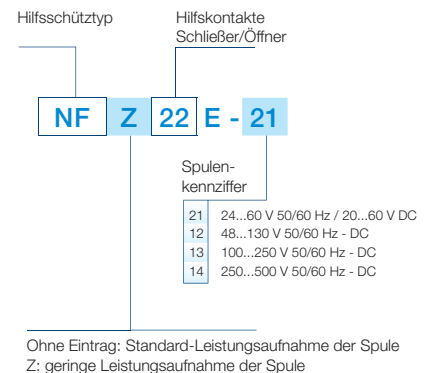 Hilfsschütztyp
Hilfskontakte
Schließer/Öffner
NF Z 22 E - 21
Spulen-
kennziffer
21 24...60 V 50/60 Hz / 20...60 V DC
12 48...130 V 50/60 Hz - DC
13 100...250 V 50/60 Hz - DC
14 250...500 V 50/60 Hz - DC
Ohne Eintrag: Standard-Leistungsaufnahme der Spule
Z: geringe Leistungsaufnahme der Spule